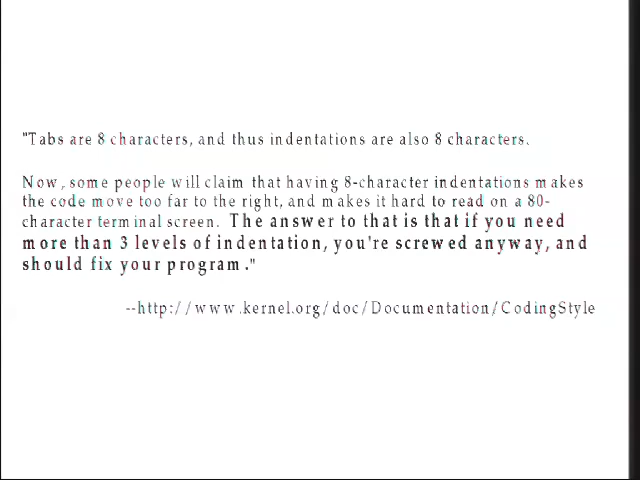 "Tabs are 8 characters, and thus indentations are also 8 characters.
Now, some people will claim that having 8-character indentations makes
the code move too far to the right, and makes it hard to read on a 80-
character terminal screen. The answer to that is that if you need
more than 3 levels of indentation, you're screwed anyway, and
should fix your program."
--http://www.kernel.org/doc/Documentation/CodingStyle